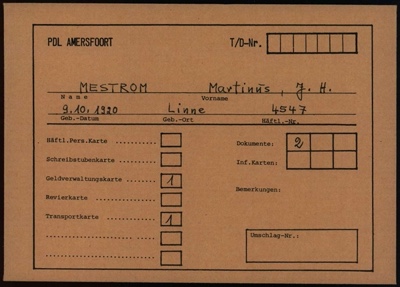 PDL AMERSFOORT T/D-Nr.
MESTROM Martinus, J. H.
Name Vorname
9.10.1920 Linne 4547
Geb.-Datum Geb.-Ort Häftl.-Nr.
Häftl.Pers.Karte ........... Dokumente: 2
Schreibstubenkarte ....... Inf.Karten:
Geldverwaltungskarte ..... 1
Revierkarte ................ Bemerkungen:
Transportkarte ............ 1
Umschlag-Nr.: